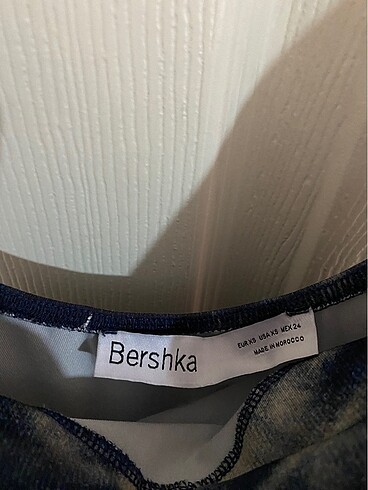 Bershka
EUR XS USA XS MEX 24
MADE IN MOROCCO